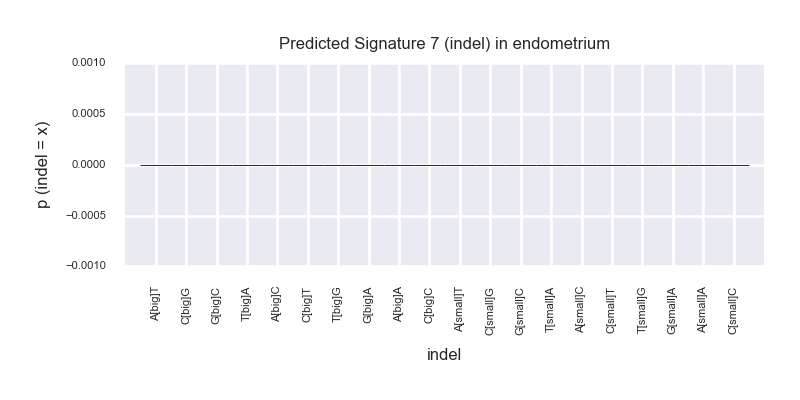 Predicted Signature 7 (indel) in endometrium
0.0010
0.0005
0.0000
−0.0005
−0.0010
p (indel = x)
A[big]T
C[big]G
G[big]C
T[big]A
A[big]C
C[big]T
T[big]G
G[big]A
A[big]A
C[big]C
A[small]T
C[small]G
G[small]C
T[small]A
A[small]C
C[small]T
T[small]G
G[small]A
A[small]A
C[small]C
indel